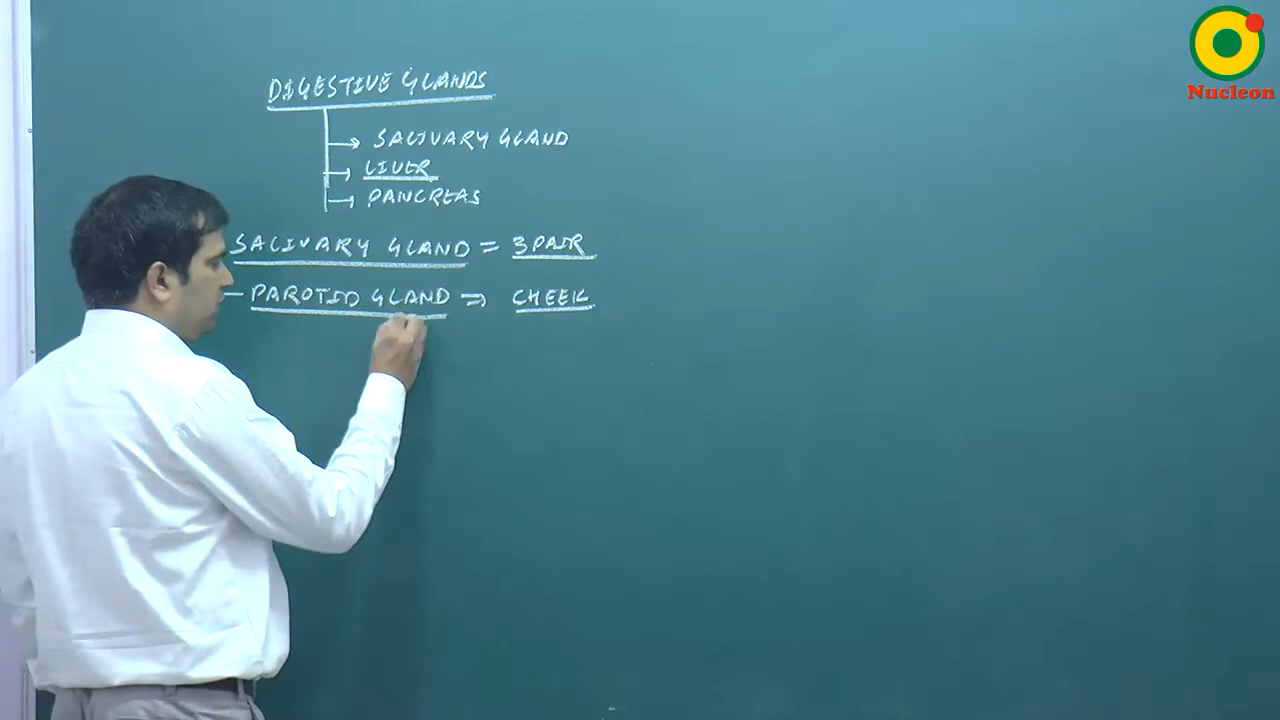 Nucleon
DIGESTIVE GLANDS
→ SALIVARY GLAND
→ LIVER
→ PANCREAS
SALIVARY GLAND = 3 PAIR
- PAROTID GLAND ⇒ CHEEK